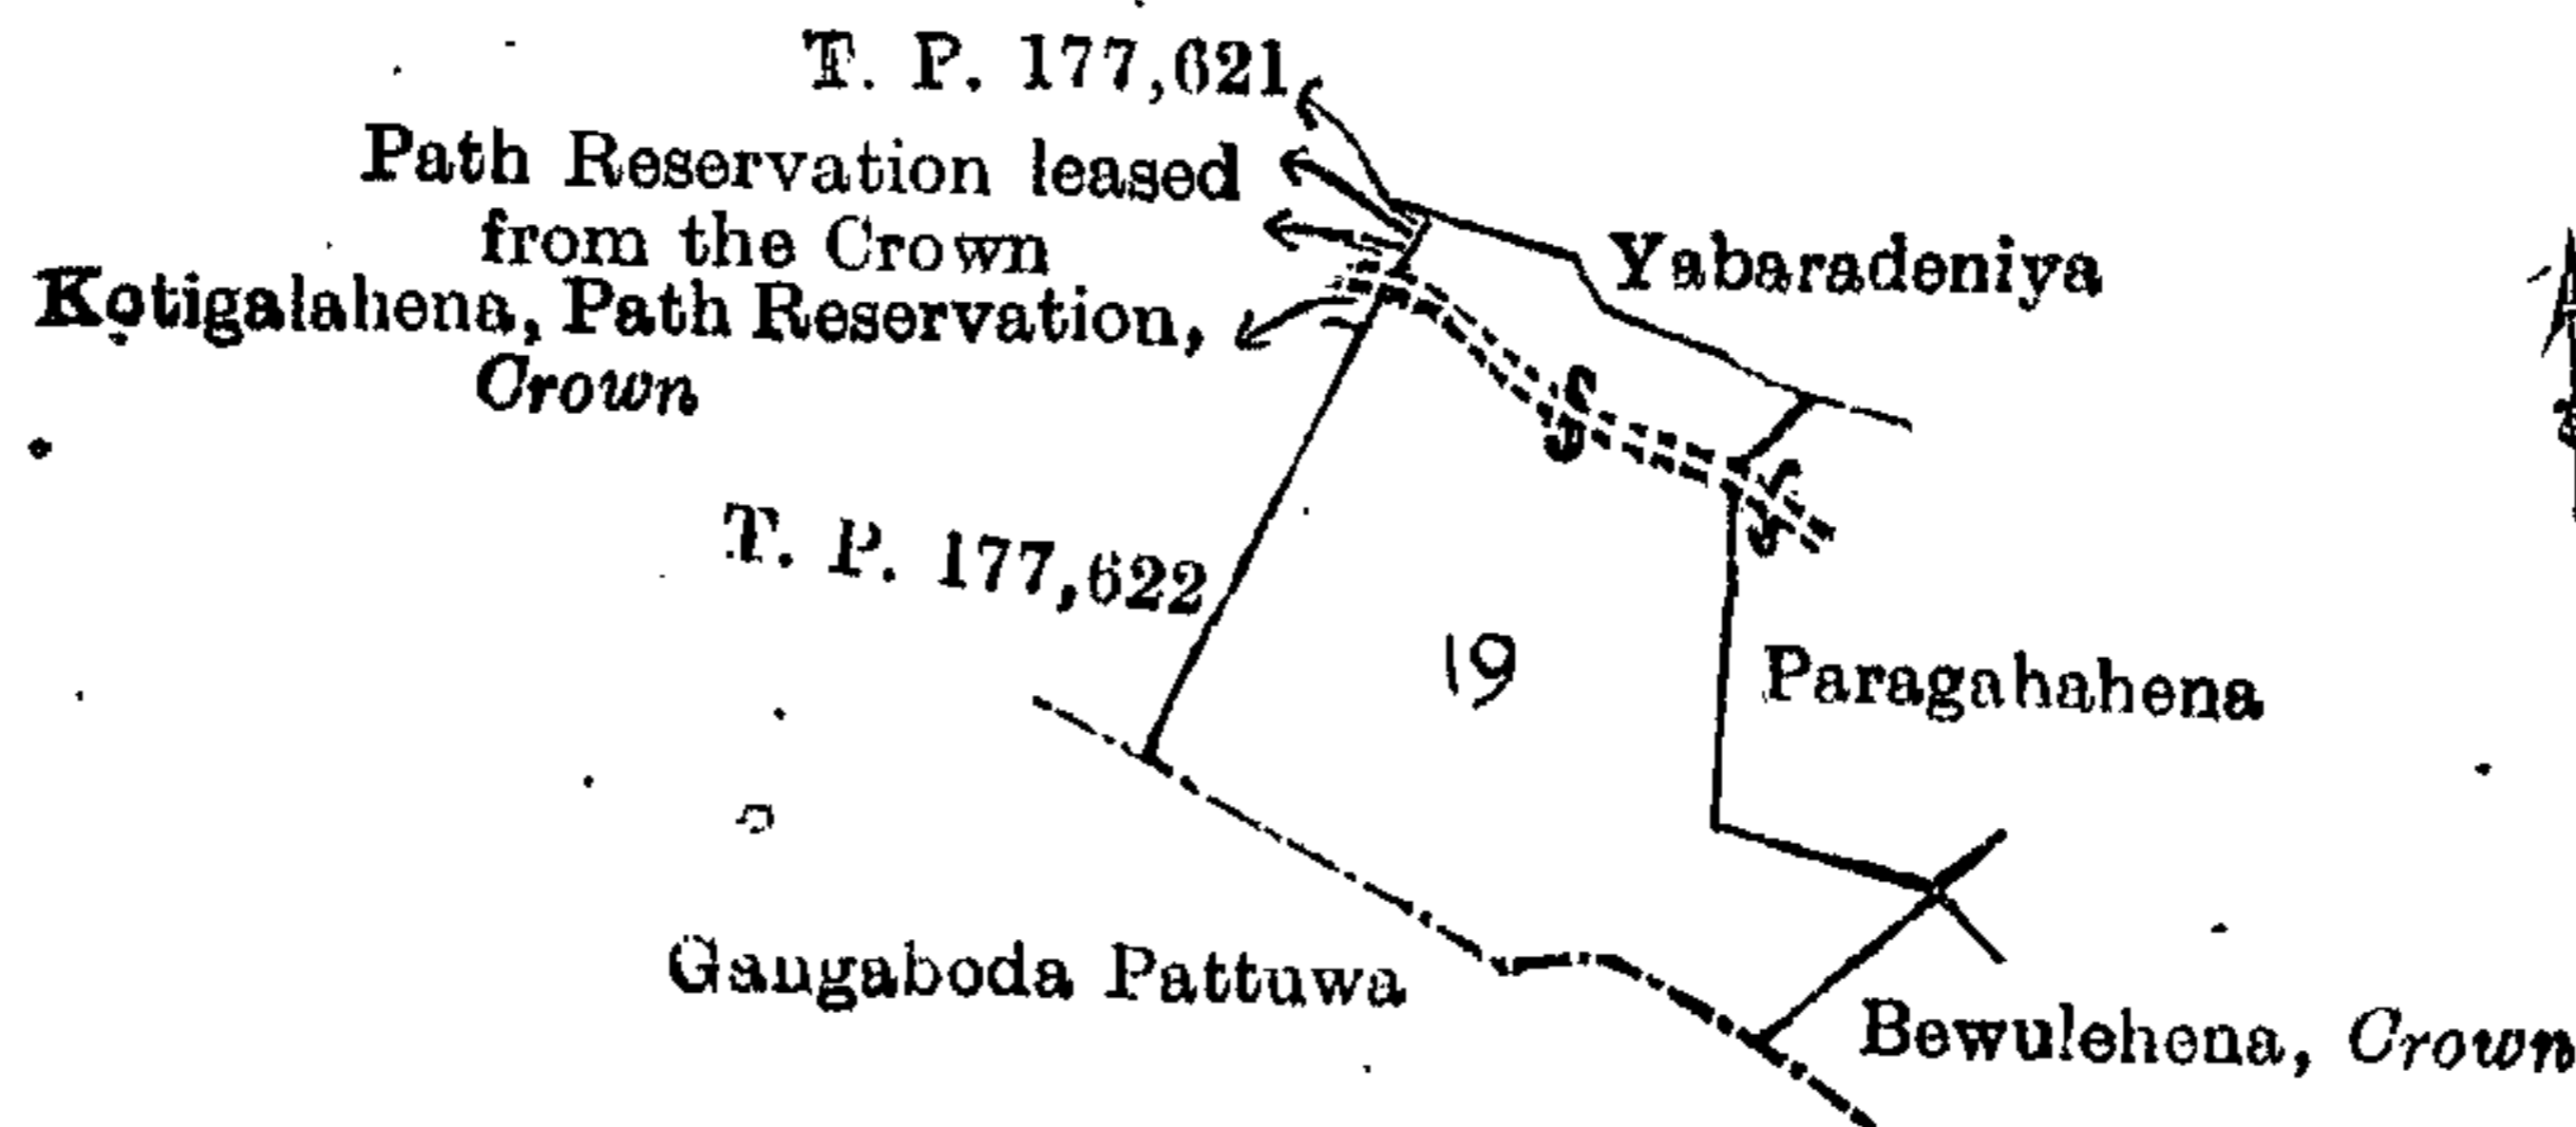 T. P. 177,621
Path Reservation leased
from the Crown
Kotigalahena, Path Reservation,
Crown
Yabaradeniya
T. P. 177,622
19
Paragahahena
Gangaboda Pattuwa
Bewulehena, Crown